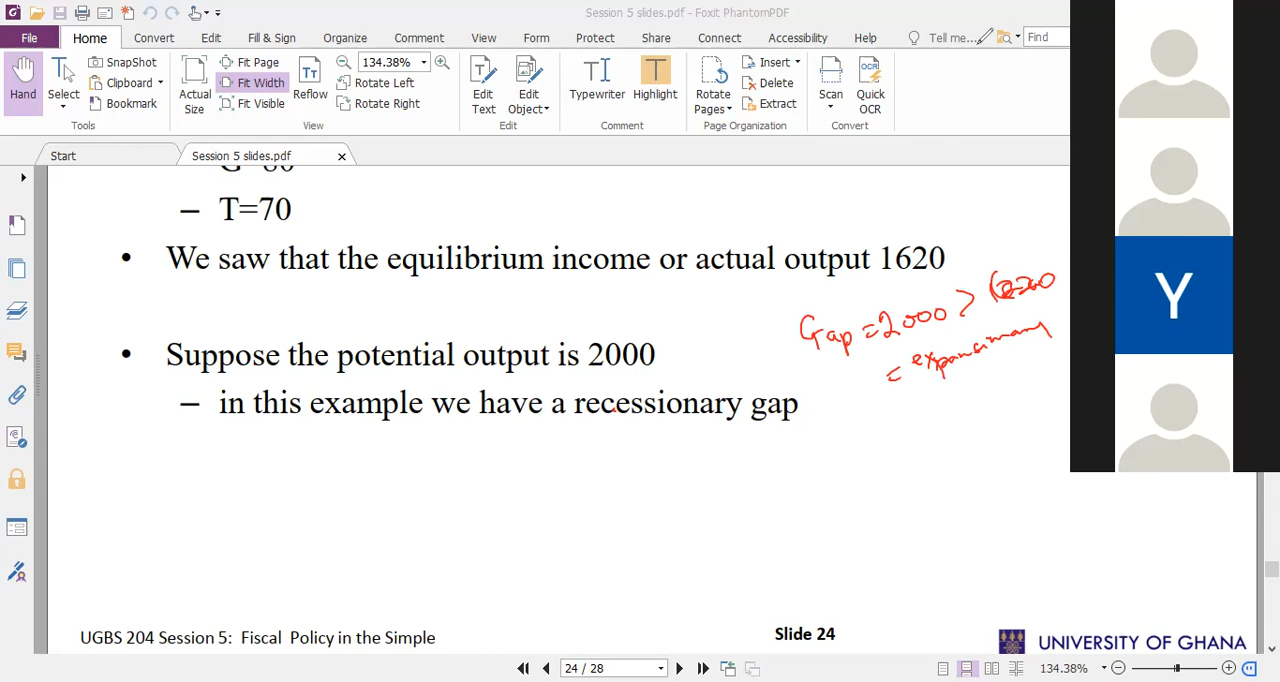 Session 5 slides.pdf - Foxit PhantomPDF
File Home Convert Edit Fill & Sign Organize Comment View Form Protect Share Connect Accessibility Help Tell me... Find
Hand
Select
SnapShot
Clipboard
Bookmark
Tools
Actual Size
Fit Page
Fit Width
Fit Visible
Reflow
134.38%
Rotate Left
Rotate Right
View
Edit Text
Edit Object
Edit
Typewriter
Highlight
Comment
Rotate Pages
Insert
Delete
Extract
Page Organization
Scan
Quick OCR
Convert
Start
Session 5 slides.pdf
– T=70
• We saw that the equilibrium income or actual output 1620
Gap = 2000 >
= expansionary
• Suppose the potential output is 2000
– in this example we have a recessionary gap
Y
UGBS 204 Session 5: Fiscal Policy in the Simple
Slide 24
UNIVERSITY OF GHANA
24 / 28
134.38%